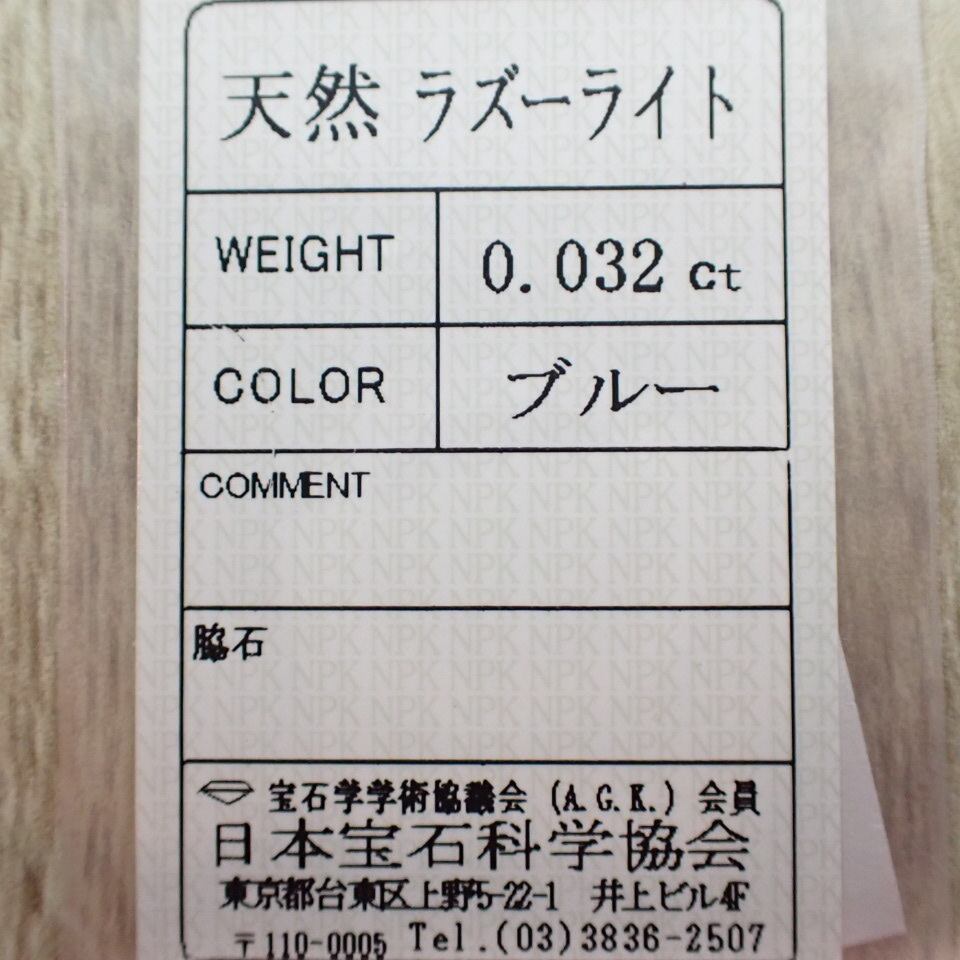 天然 ラズーライト
WEIGHT 0.032 ct
COLOR ブルー
COMMENT
脇石
宝石学学術協議会 (A.G.K.) 会員
日本宝石科学協会
東京都台東区上野5-22-1 井上ビル4F
〒110-0005 Tel.(03)3836-2507